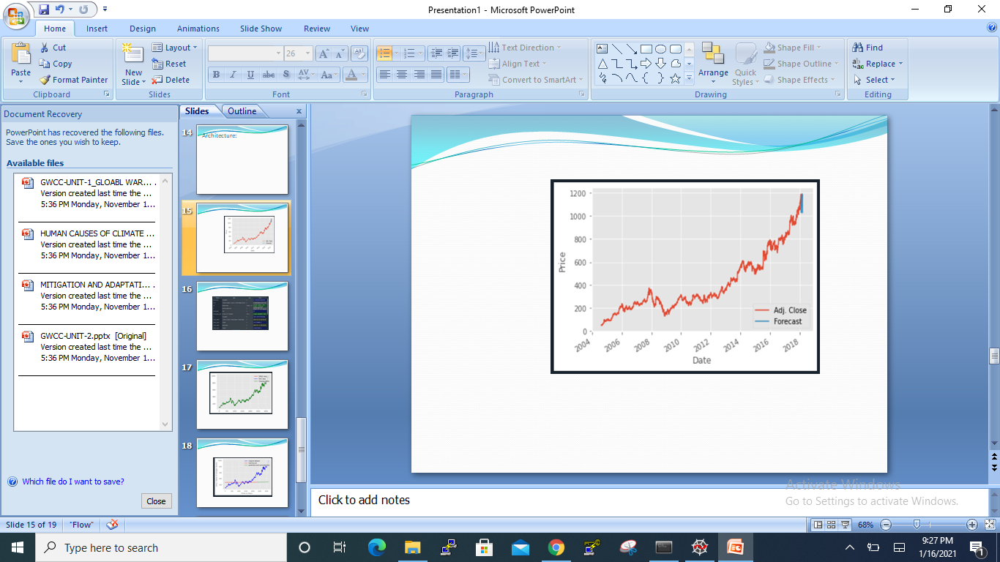 Presentation1 - Microsoft PowerPoint
Home Insert Design Animations Slide Show Review View
Paste
Cut
Copy
Format Painter
Clipboard
New
Slide
Layout
Reset
Delete
Slides
26
B I U abc S AV Aa A
Font
Text Direction
Align Text
Convert to SmartArt
Paragraph
Arrange
Quick
Styles
Shape Fill
Shape Outline
Shape Effects
Drawing
Find
Replace
Select
Editing
Document Recovery
PowerPoint has recovered the following files.
Save the ones you wish to keep.
Available files
GWCC-UNIT-1_GLOABL WAR... .
Version created last time the ...
5:36 PM Monday, November 1...
HUMAN CAUSES OF CLIMATE ...
Version created last time the ...
5:36 PM Monday, November 1...
MITIGATION AND ADAPTATI... .
Version created last time the ...
5:36 PM Monday, November 1...
GWCC-UNIT-2.pptx [Original]
Version created last time the ...
5:36 PM Monday, November 1...
Which file do I want to save?
Close
Slides Outline x
14
Architecture:
15
16
17
18
1200
1000
800
600
400
200
0
Price
2004 2006 2008 2010 2012 2014 2016 2018
Date
Adj. Close
Forecast
Click to add notes
Activate Windows
Go to Settings to activate Windows.
Slide 15 of 19 "Flow" 68%
Type here to search
9:27 PM
1/16/2021
1